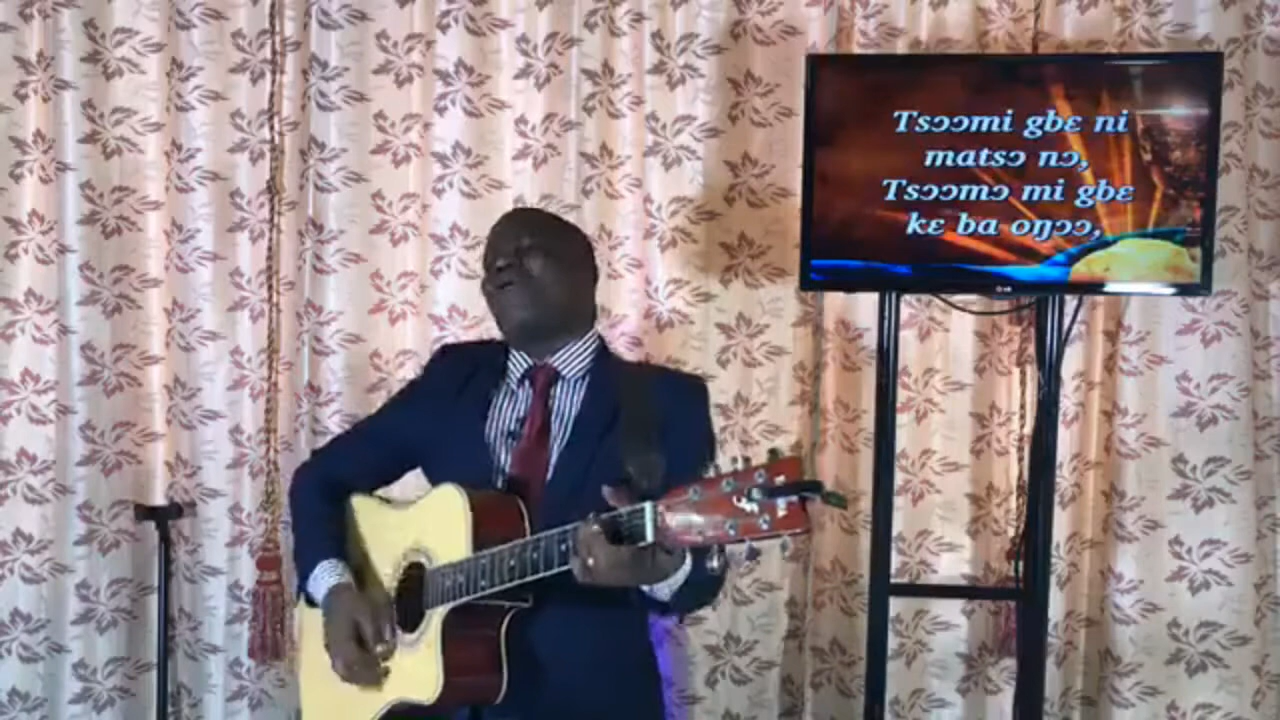 Tsɔɔmi gbɛ ni
matsɔ nɔ,
Tsɔɔmɔ mi gbɛ
kɛ ba oŋɔɔ,